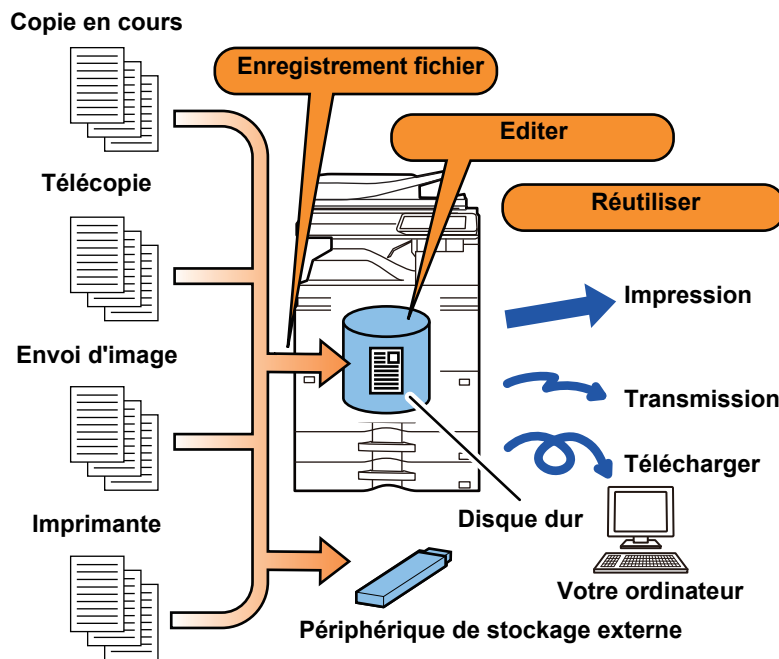 Copie en cours
Enregistrement fichier
Editer
Télécopie
Réutiliser
Impression
Envoi d'image
Transmission
Télécharger
Imprimante
Disque dur
Votre ordinateur
Périphérique de stockage externe